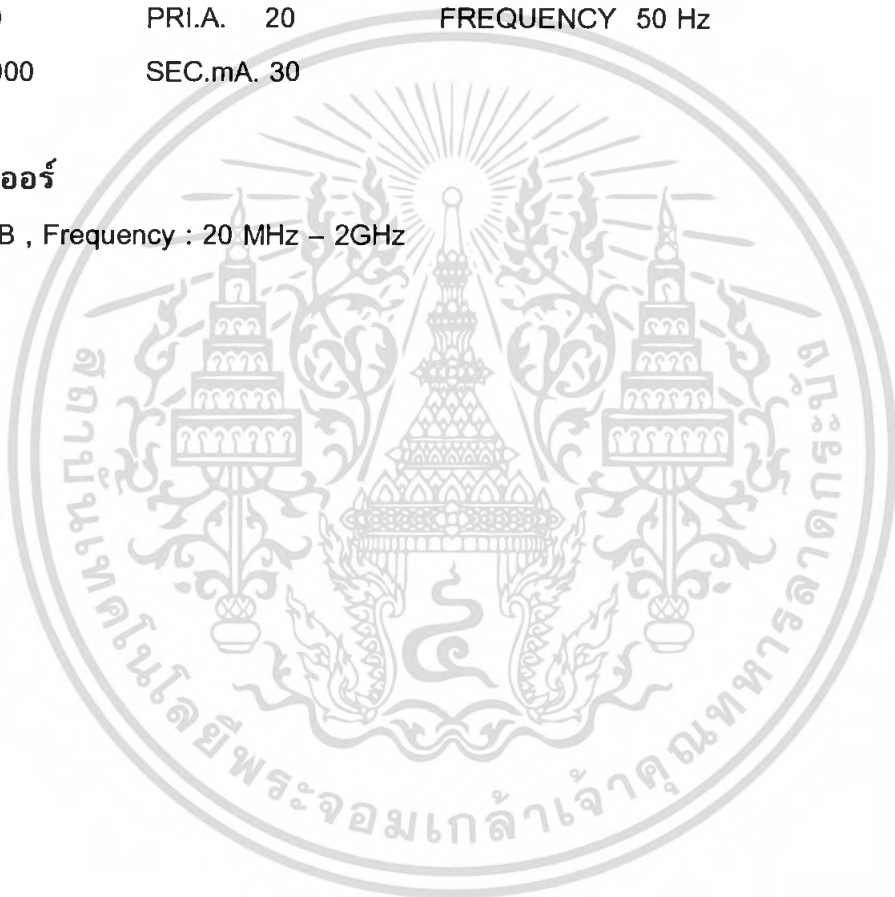 PRI.A. 20 FREQUENCY 50 Hz
000 SEC.mA. 30
ออร์
B , Frequency : 20 MHz – 2GHz
สถาบันเทคโนโลยีพระจอมเกล้าเจ้าคุณทหารลาดกระบัง
๔